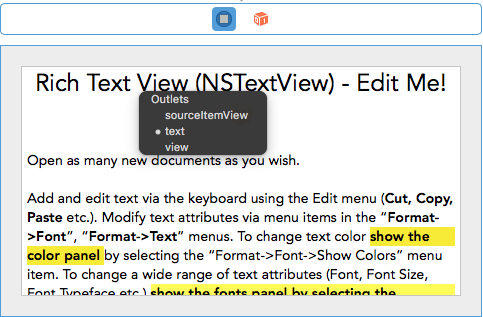 Rich Text View (NSTextView) - Edit Me!
Outlets
sourceItemView
text
view
Open as many new documents as you wish.
Add and edit text via the keyboard using the Edit menu (Cut, Copy,
Paste etc.). Modify text attributes via menu items in the “Format-
>Font”, “Format->Text” menus. To change text color show the
color panel by selecting the “Format->Font->Show Colors” menu
item. To change a wide range of text attributes (Font, Font Size,
Font Typeface etc.) show the fonts panel by selecting the